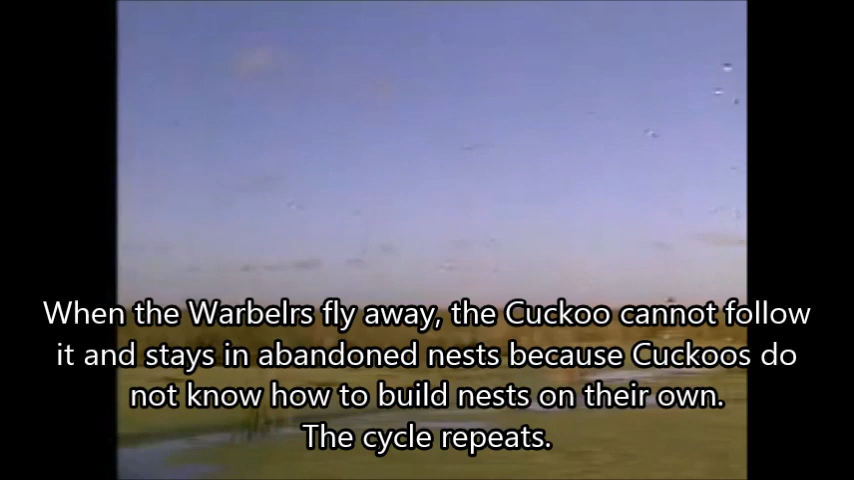 When the Warbelrs fly away, the Cuckoo cannot follow
it and stays in abandoned nests because Cuckoos do
not know how to build nests on their own.
The cycle repeats.